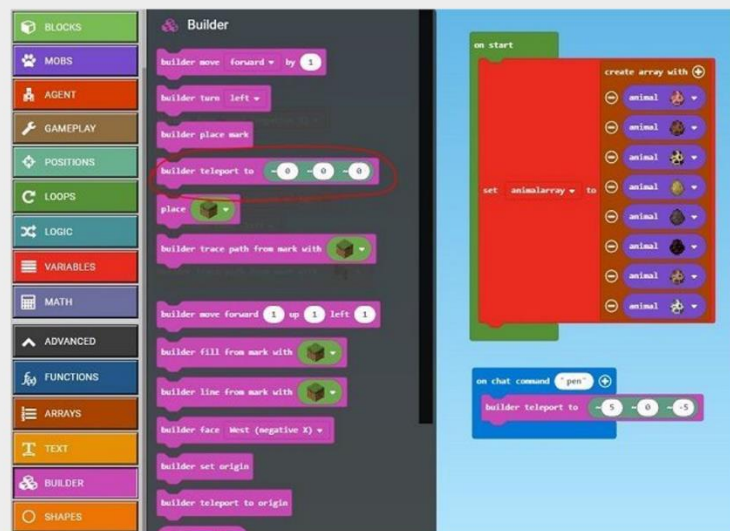 BLOCKS
MOBS
AGENT
GAMEPLAY
POSITIONS
LOOPS
LOGIC
VARIABLES
MATH
ADVANCED
FUNCTIONS
ARRAYS
TEXT
BUILDER
SHAPES
Builder
builder move forward by 1
builder turn left
builder place mark
builder teleport to ~0 ~0 ~0
place
builder trace path from mark with
builder move forward 1 up 1 left 1
builder fill from mark with
builder line from mark with
builder face West (negative X)
builder set origin
builder teleport to origin
on start
create array with
animal
animal
animal
animal
set animalarray to
animal
animal
animal
animal
on chat command "pen"
builder teleport to ~5 ~0 ~-5